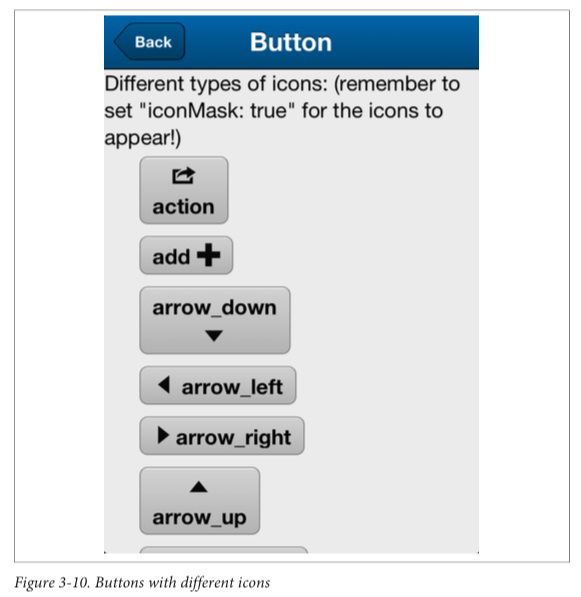 Back
Button
Different types of icons: (remember to
set "iconMask: true" for the icons to
appear!)
action
add
arrow_down
arrow_left
arrow_right
arrow_up
Figure 3-10. Buttons with different icons